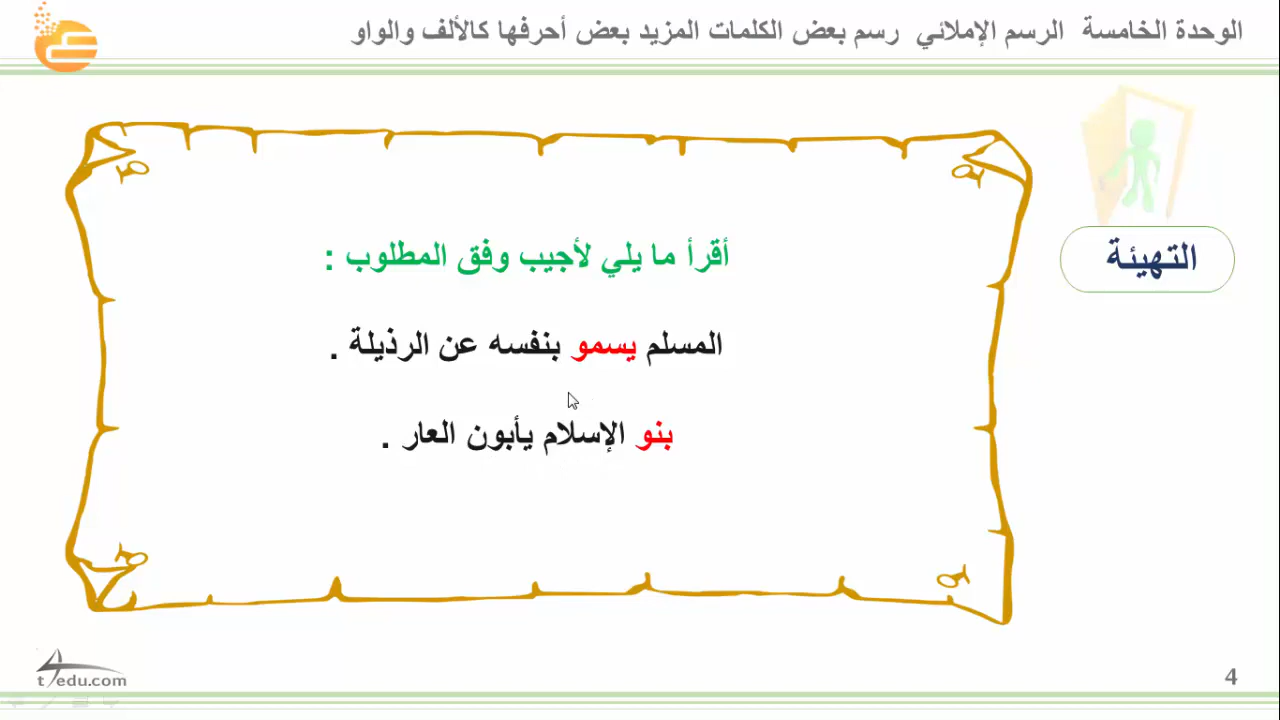 الوحدة الخامسة الرسم الإملائي رسم بعض الكلمات المزيد بعض أحرفها كالألف والواو
التهيئة
أقرأ ما يلي لأجيب وفق المطلوب :
المسلم يسمو بنفسه عن الرذيلة .
بنو الإسلام يأبون العار .
t4edu.com
4